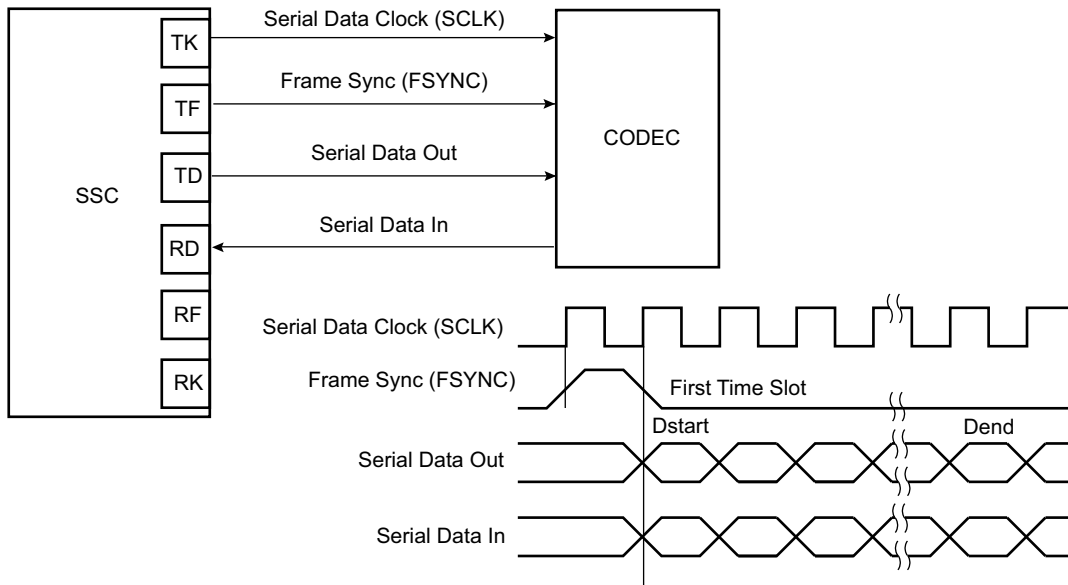 Serial Data Clock (SCLK)
TK
Frame Sync (FSYNC)
TF
CODEC
Serial Data Out
TD
SSC
Serial Data In
RD
RF
Serial Data Clock (SCLK)
RK
Frame Sync (FSYNC)
First Time Slot
Dstart
Dend
Serial Data Out
Serial Data In